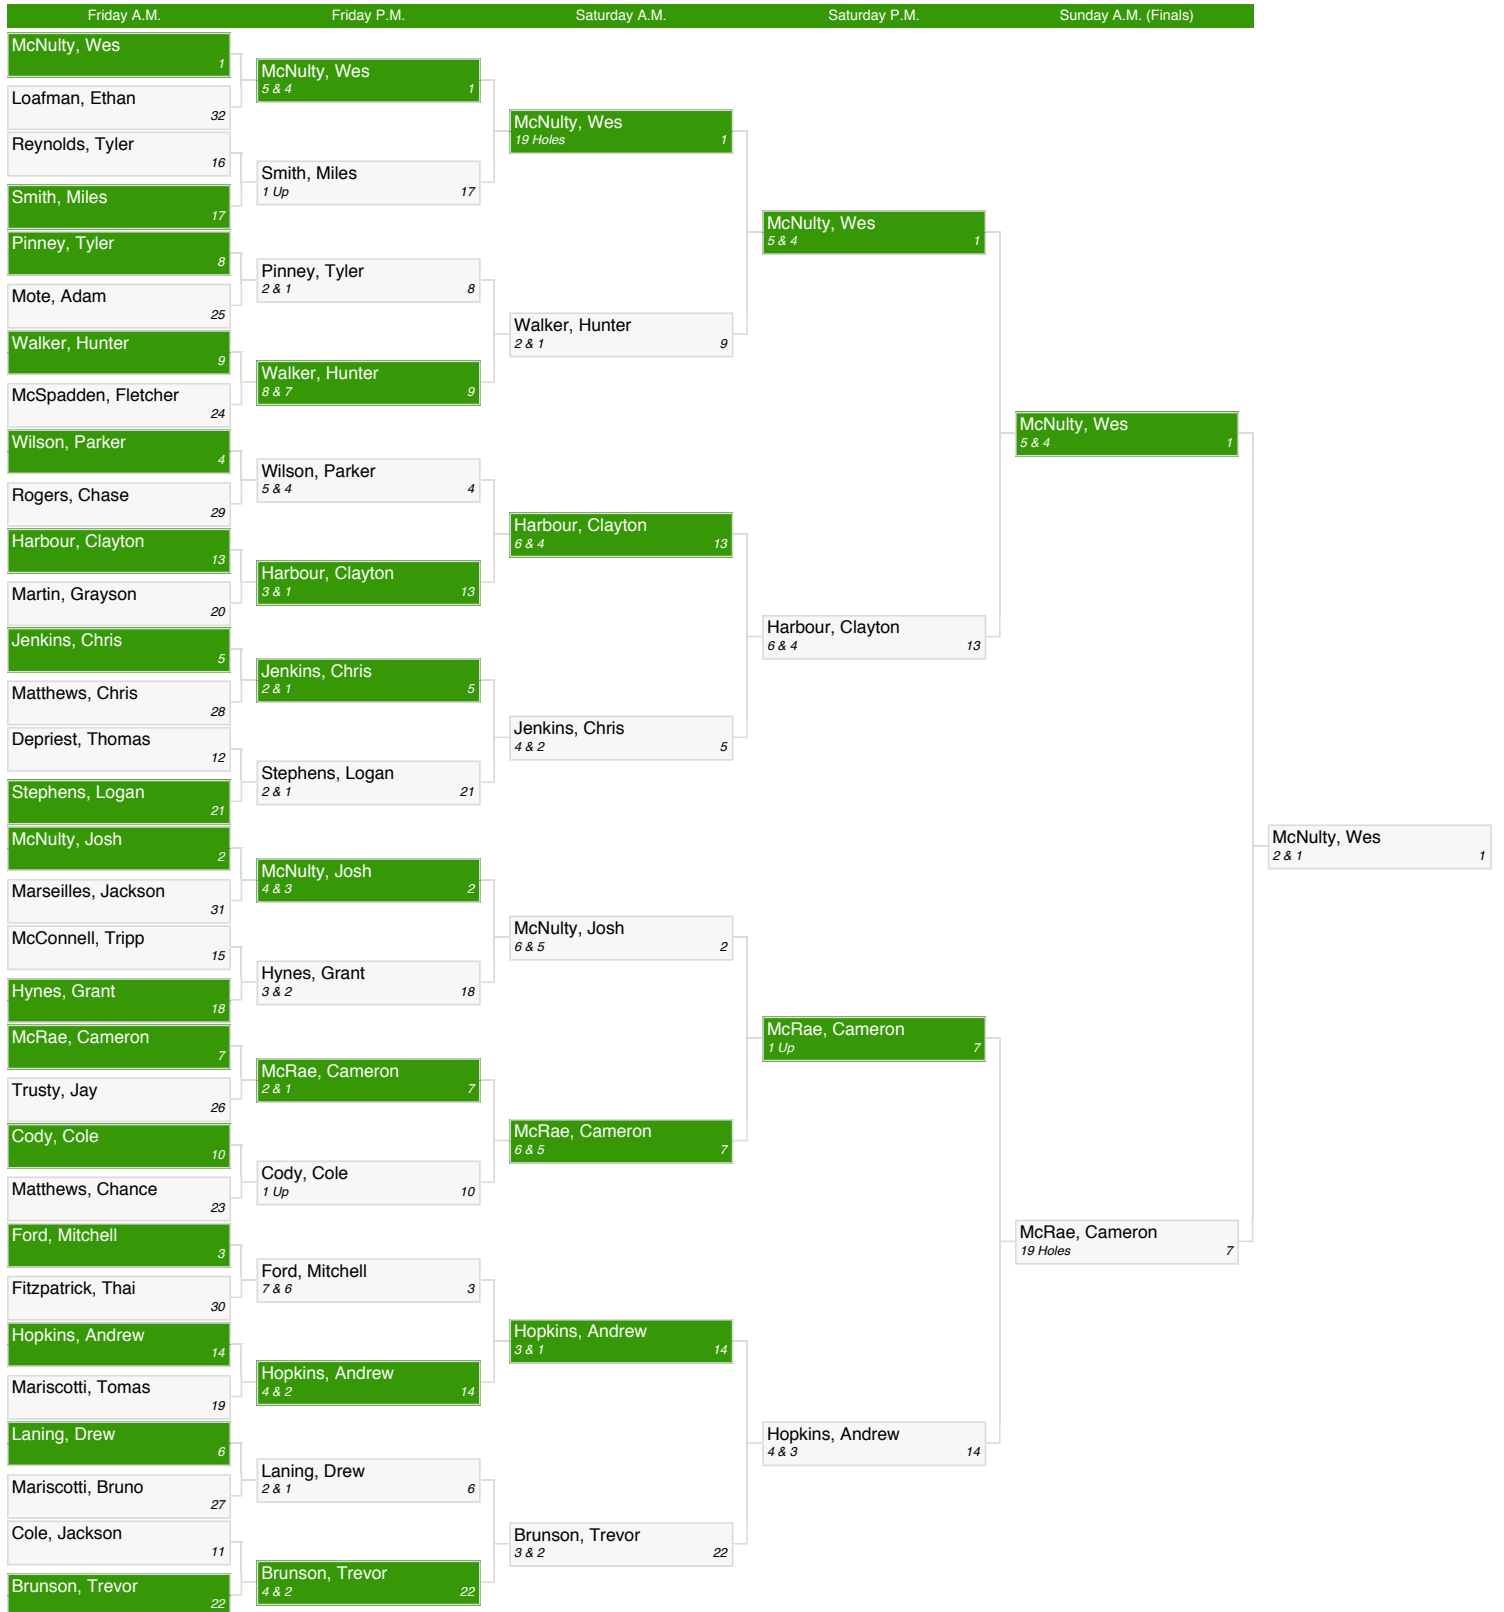 Friday A.M.
Friday P.M.
Saturday A.M.
Saturday P.M.
Sunday A.M. (Finals)
McNulty, Wes
1
Loafman, Ethan
32
Reynolds, Tyler
16
Smith, Miles
17
Pinney, Tyler
8
Mote, Adam
25
Walker, Hunter
9
McSpadden, Fletcher
24
Wilson, Parker
4
Rogers, Chase
29
Harbour, Clayton
13
Martin, Grayson
20
Jenkins, Chris
5
Matthews, Chris
28
Depriest, Thomas
12
Stephens, Logan
21
McNulty, Josh
2
Marseilles, Jackson
31
McConnell, Tripp
15
Hynes, Grant
18
McRae, Cameron
7
Trusty, Jay
26
Cody, Cole
10
Matthews, Chance
23
Ford, Mitchell
3
Fitzpatrick, Thai
30
Hopkins, Andrew
14
Mariscotti, Tomas
19
Laning, Drew
6
Mariscotti, Bruno
27
Cole, Jackson
11
Brunson, Trevor
22
McNulty, Wes
5 & 4 1
Smith, Miles
1 Up 17
Pinney, Tyler
2 & 1 8
Walker, Hunter
8 & 7 9
Wilson, Parker
5 & 4 4
Harbour, Clayton
3 & 1 13
Jenkins, Chris
2 & 1 5
Stephens, Logan
2 & 1 21
McNulty, Josh
4 & 3 2
Hynes, Grant
3 & 2 18
McRae, Cameron
2 & 1 7
Cody, Cole
1 Up 10
Ford, Mitchell
7 & 6 3
Hopkins, Andrew
4 & 2 14
Laning, Drew
2 & 1 6
Brunson, Trevor
4 & 2 22
McNulty, Wes
19 Holes 1
Walker, Hunter
2 & 1 9
Harbour, Clayton
6 & 4 13
Jenkins, Chris
4 & 2 5
McNulty, Josh
6 & 5 2
McRae, Cameron
6 & 5 7
Hopkins, Andrew
3 & 1 14
Brunson, Trevor
3 & 2 22
McNulty, Wes
5 & 4 1
Harbour, Clayton
6 & 4 13
McRae, Cameron
1 Up 7
Hopkins, Andrew
4 & 3 14
McNulty, Wes
5 & 4 1
McRae, Cameron
19 Holes 7
McNulty, Wes
2 & 1 1